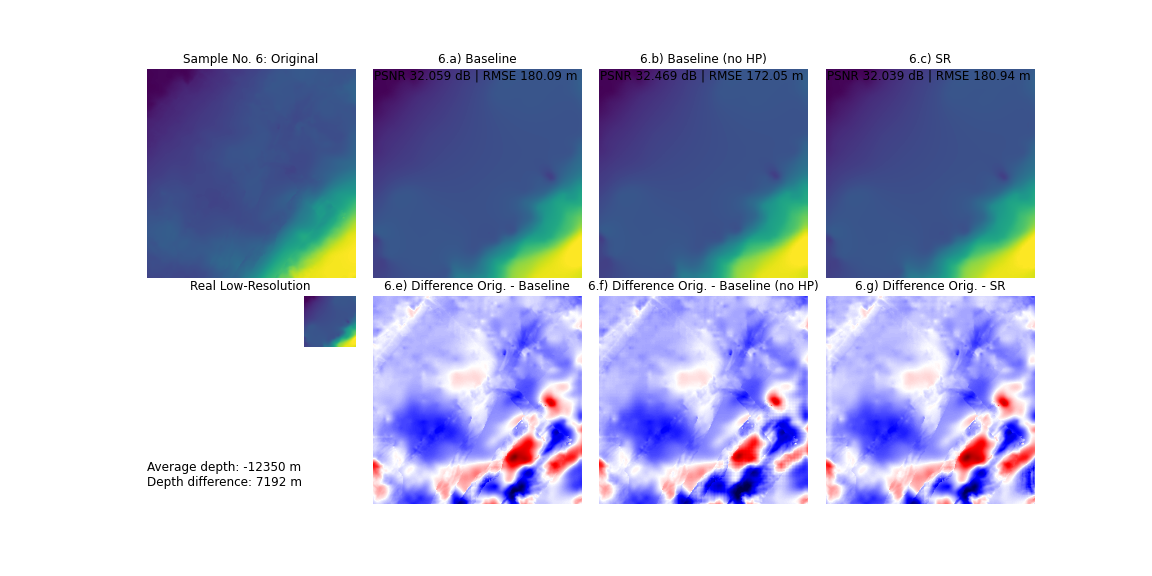 Sample No. 6: Original
6.a) Baseline
6.b) Baseline (no HP)
6.c) SR
PSNR 32.059 dB | RMSE 180.09 m
PSNR 32.469 dB | RMSE 172.05 m
PSNR 32.039 dB | RMSE 180.94 m
Real Low-Resolution
6.e) Difference Orig. - Baseline
6.f) Difference Orig. - Baseline (no HP)
6.g) Difference Orig. - SR
Average depth: -12350 m
Depth difference: 7192 m